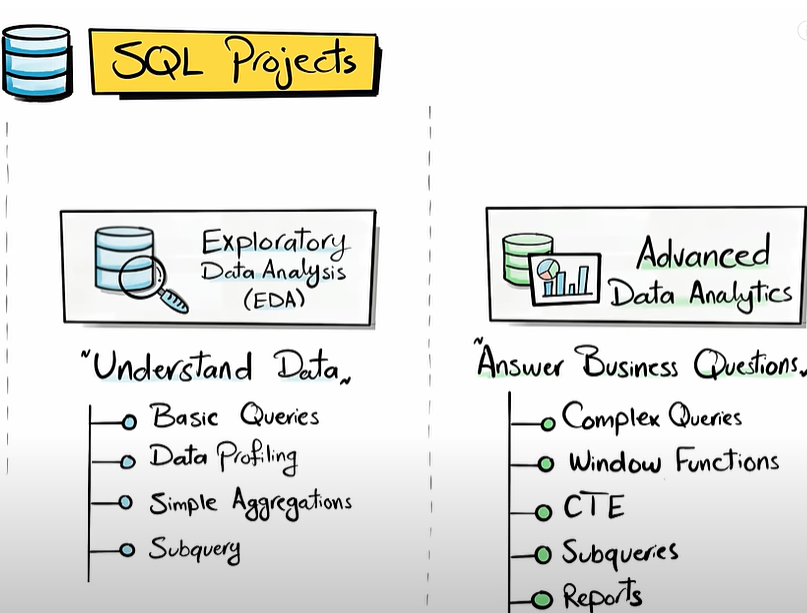 SQL Projects
Exploratory
Data Analysis
(EDA)
"Understand Data"
Basic Queries
Data Profiling
Simple Aggregations
Subquery
Advanced
Data Analytics
"Answer Business Questions"
Complex Queries
Window Functions
CTE
Subqueries
Reports